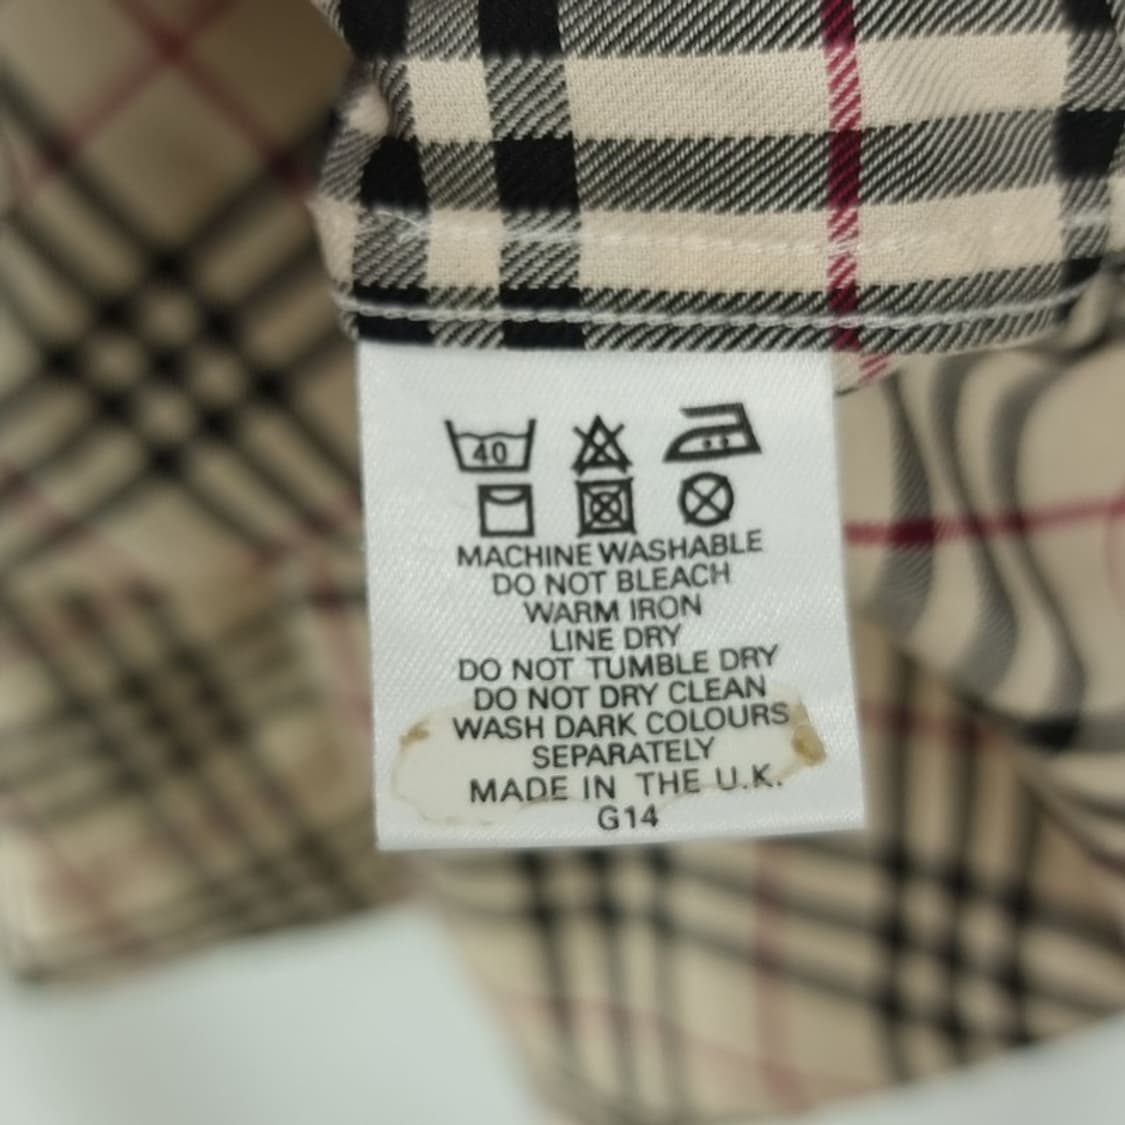 40
MACHINE WASHABLE
DO NOT BLEACH
WARM IRON
LINE DRY
DO NOT TUMBLE DRY
DO NOT DRY CLEAN
WASH DARK COLOURS
SEPARATELY
MADE IN THE U.K.
G14